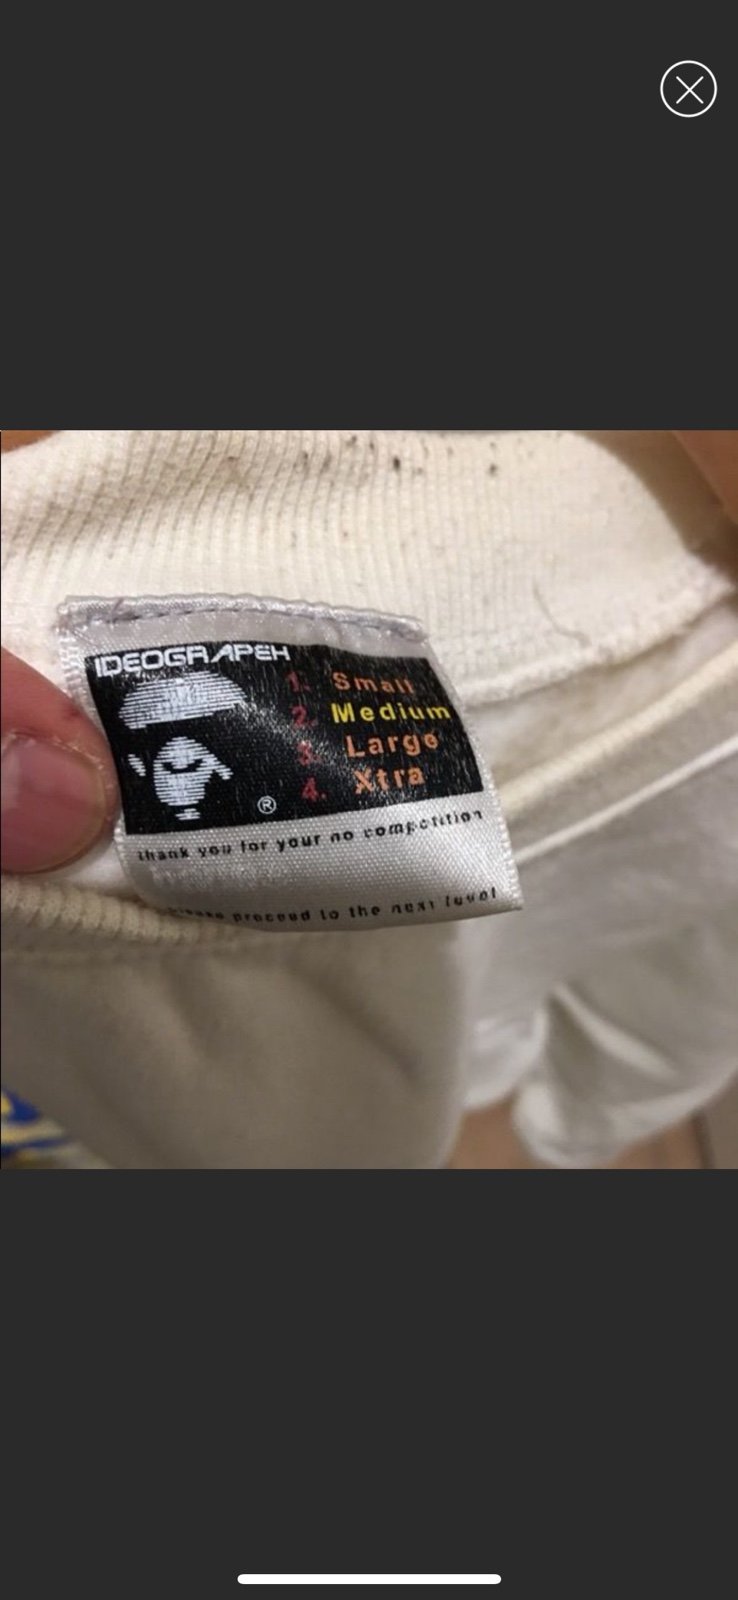 IDEOGRAPEH
1. Small
2. Medium
3. Large
4. Xtra
®
thank you for your no competition
proceed to the next level